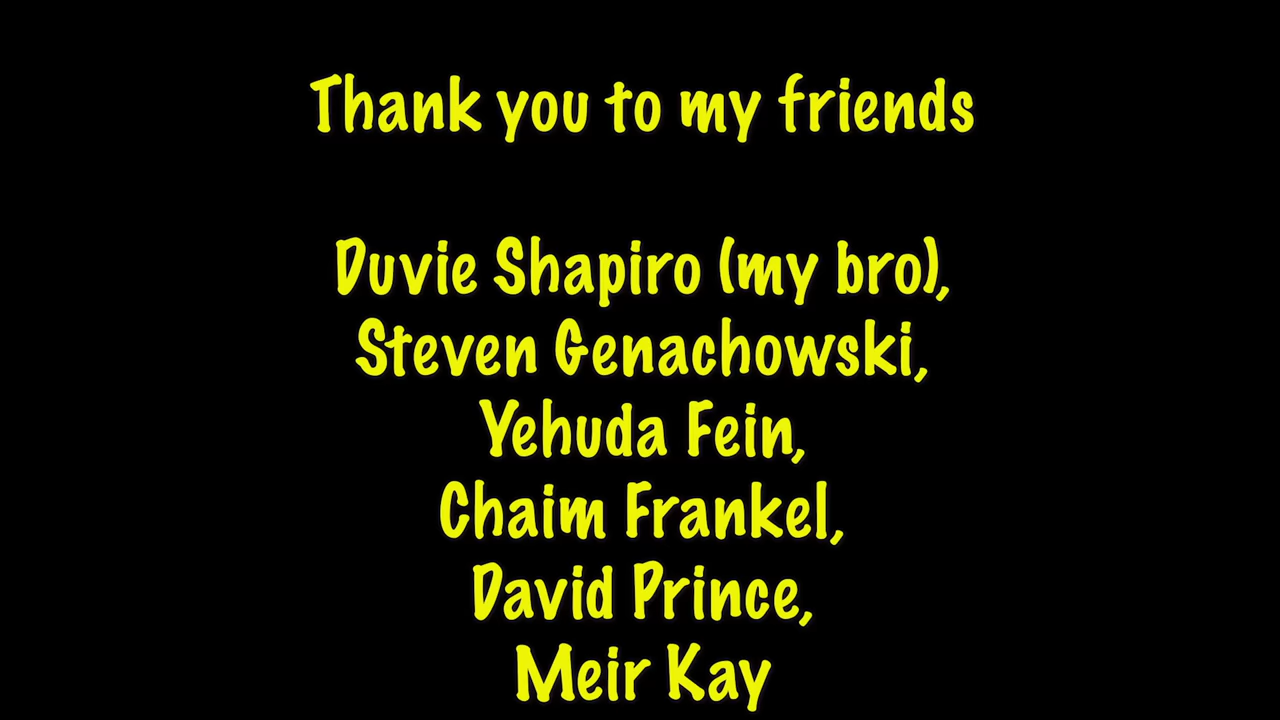 Thank you to my friends
Duvie Shapiro (my bro),
Steven Genachowski,
Yehuda Fein,
Chaim Frankel,
David Prince,
Meir Kay